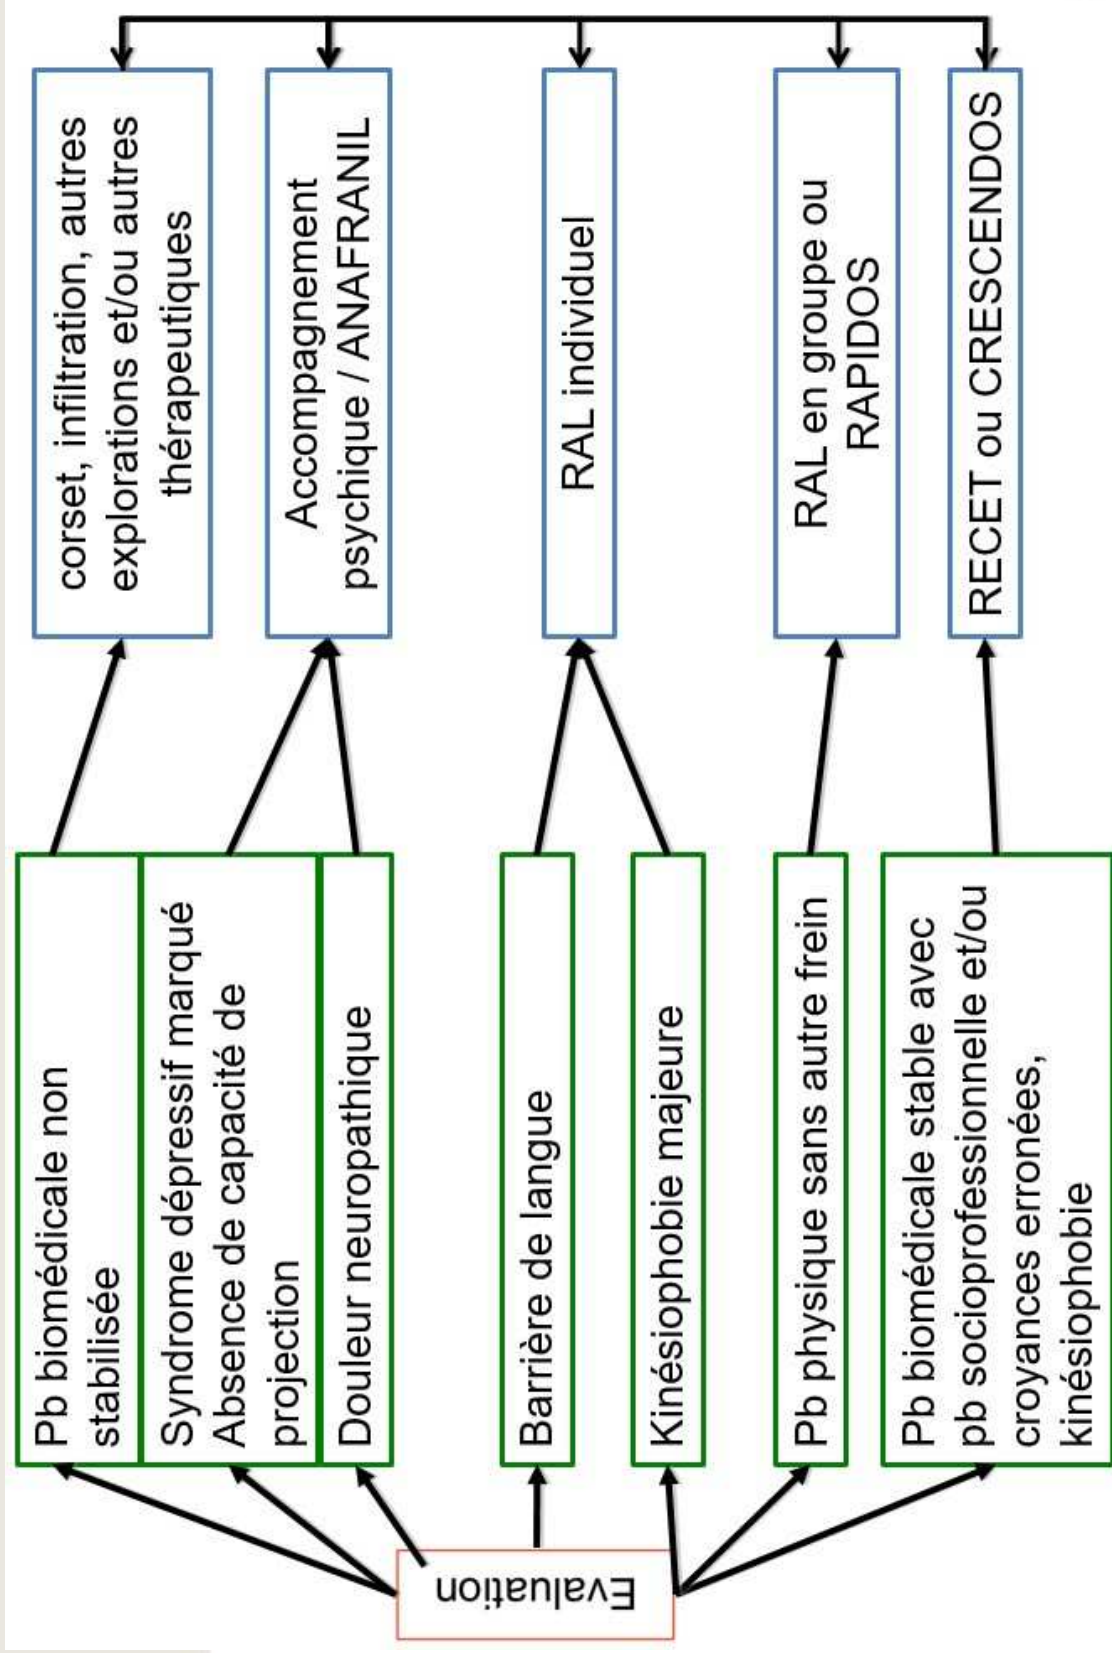 Evaluation
Pb biomédicale non
stabilisée
Syndrome dépressif marqué
Absence de capacité de
projection
Douleur neuropathique
Barrière de langue
Kinésiophobie majeure
Pb physique sans autre frein
Pb biomédicale stable avec
pb socioprofessionnelle et/ou
croyances erronées,
kinésiophobie
corset, infiltration, autres
explorations et/ou autres
thérapeutiques
Accompagnement
psychique / ANAFRANIL
RAL individuel
RAL en groupe ou
RAPIDOS
RECET ou CRESCENDOS